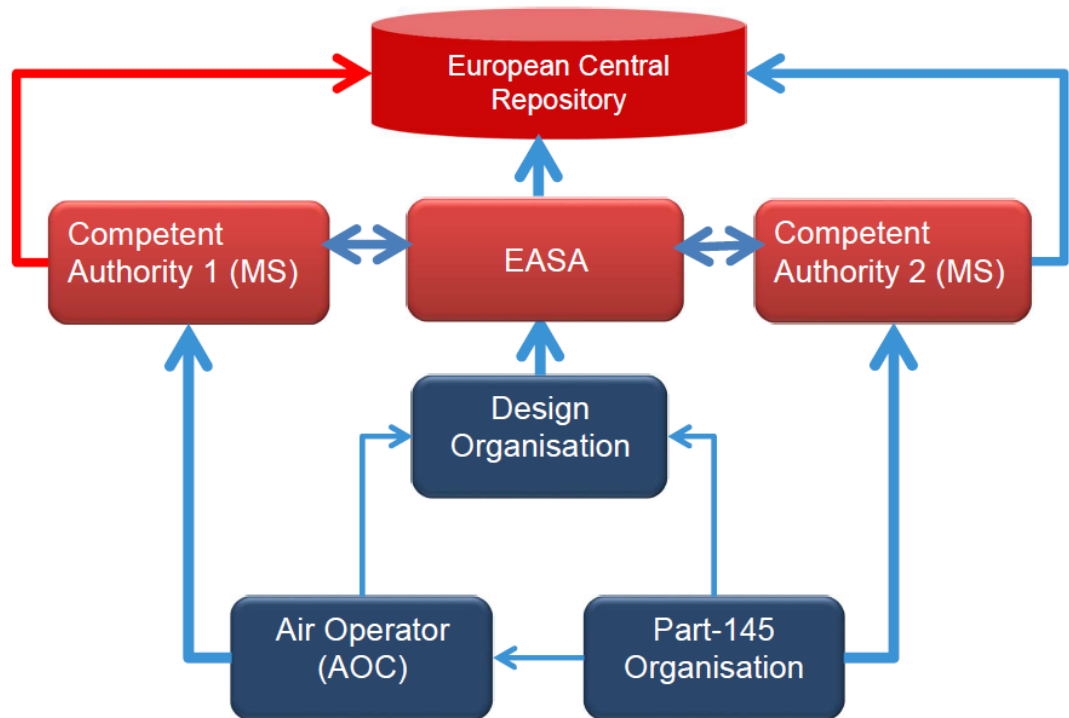 European Central
Repository
Competent
Authority 1 (MS)
EASA
Competent
Authority 2 (MS)
Design
Organisation
Air Operator
(AOC)
Part-145
Organisation